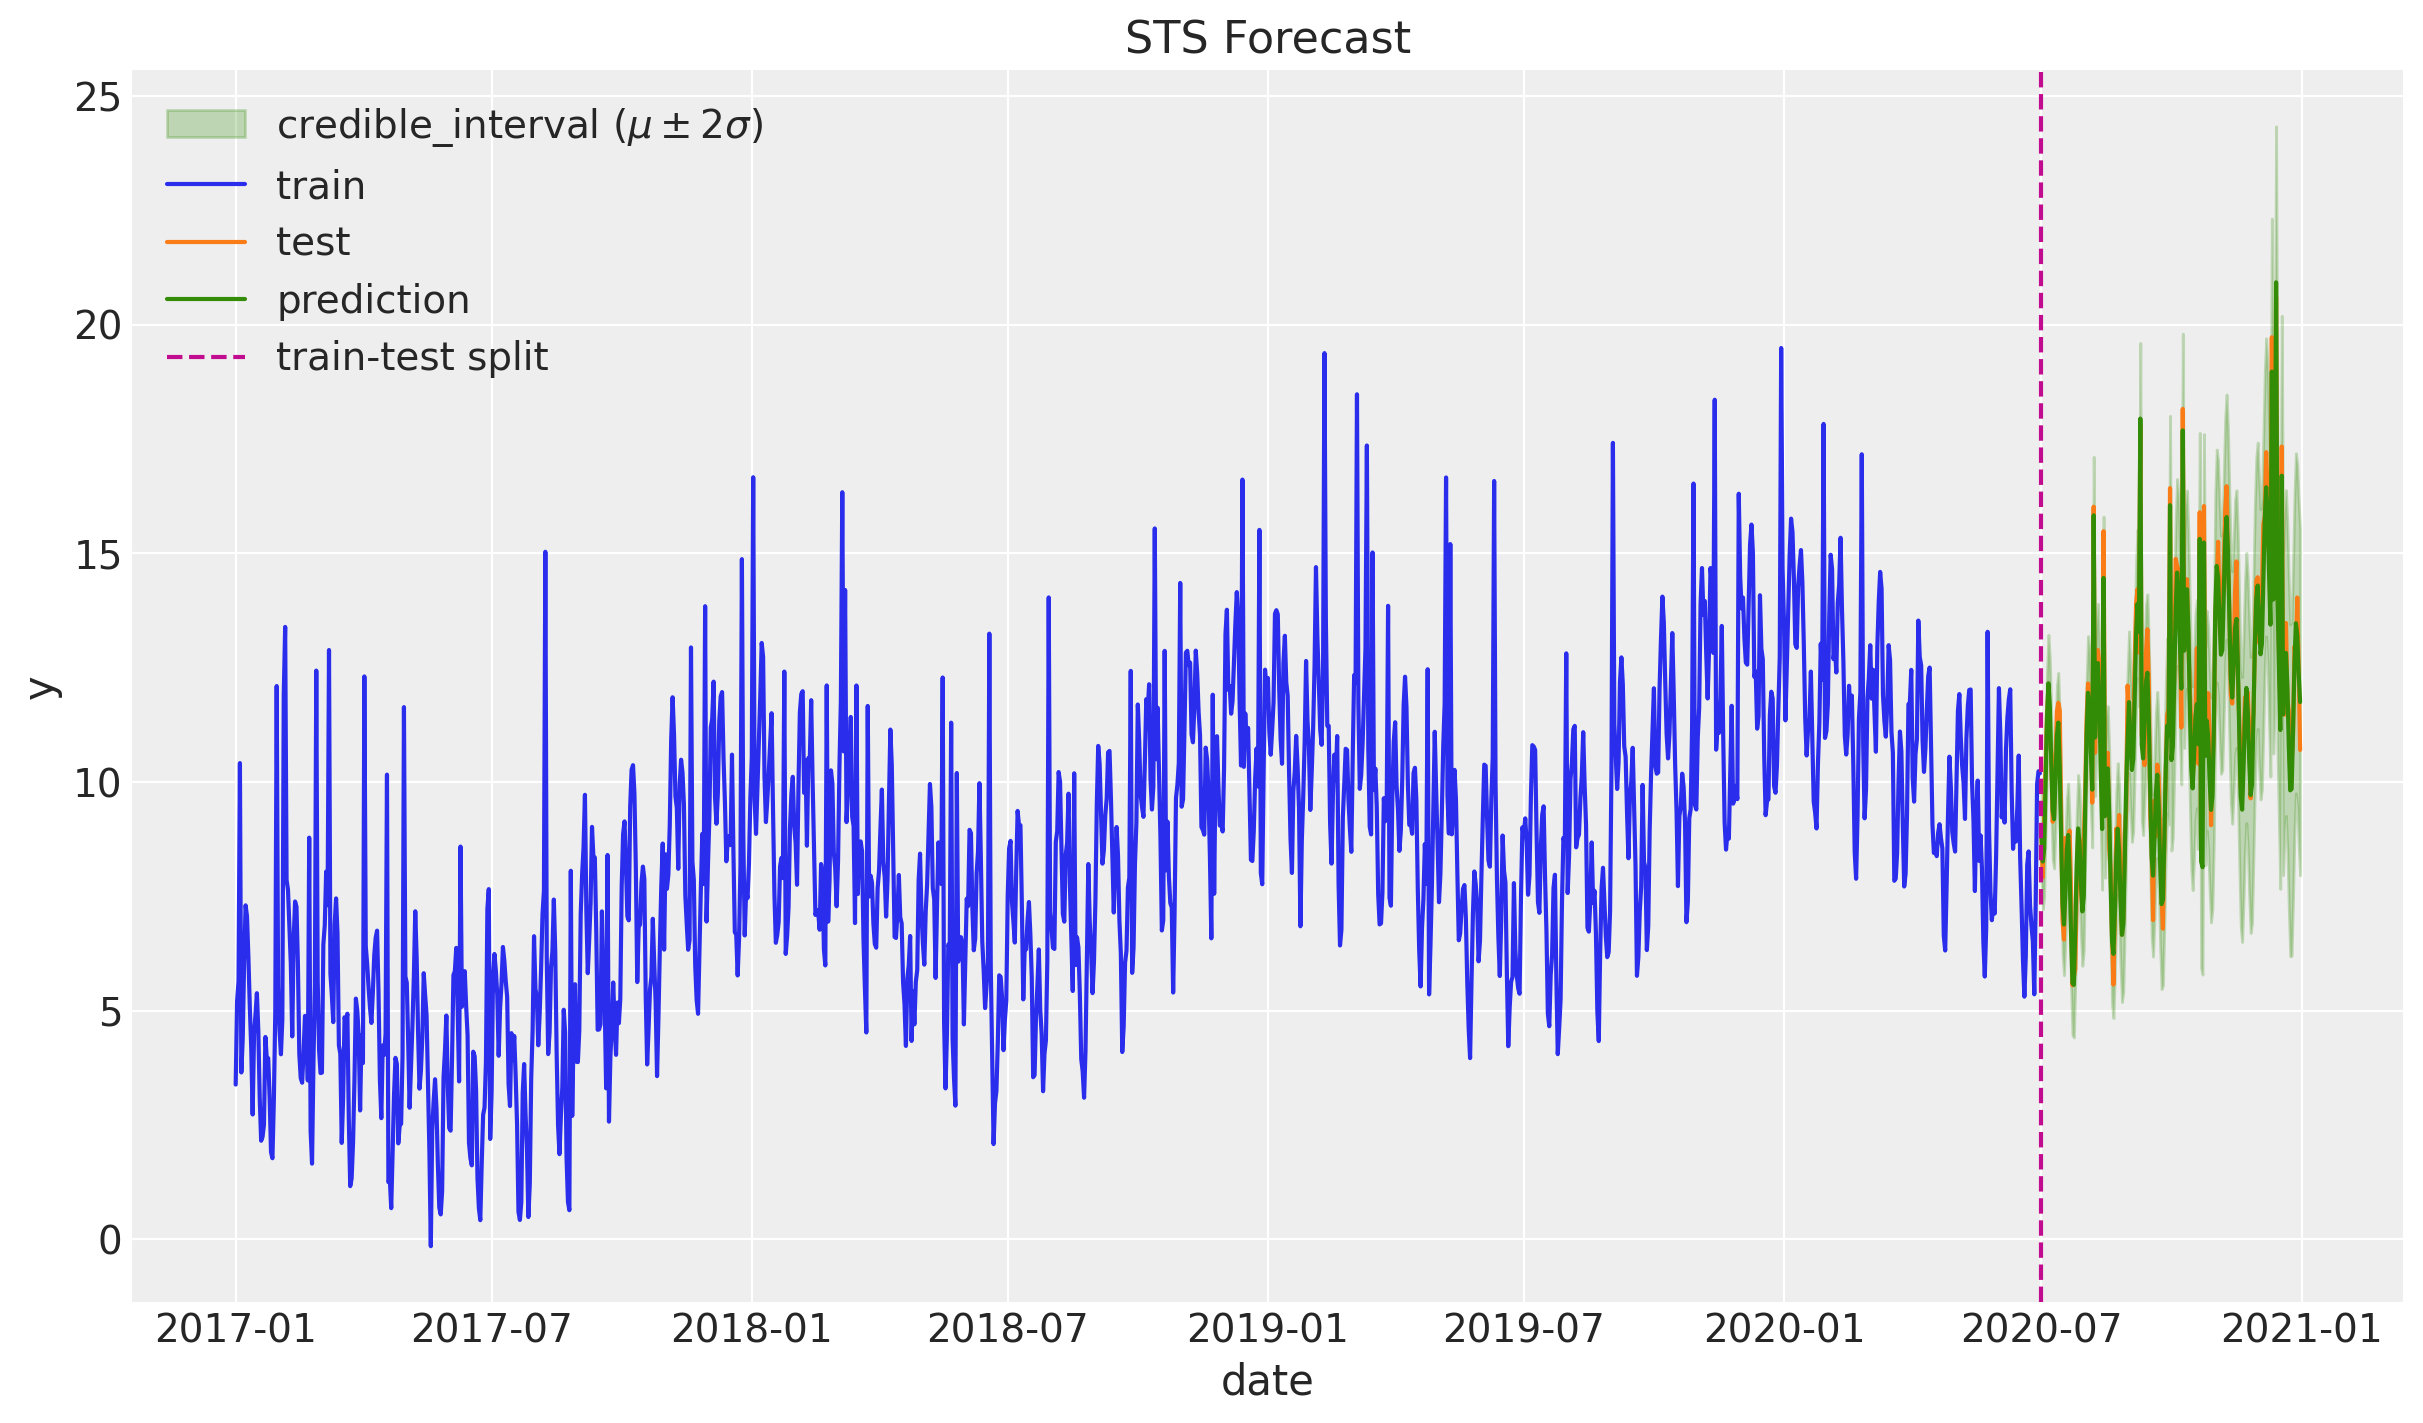 STS Forecast
25
20
15
10
5
0
y
credible_interval (μ ± 2σ)
train
test
prediction
train-test split
2017-01 2017-07 2018-01 2018-07 2019-01 2019-07 2020-01 2020-07 2021-01
date